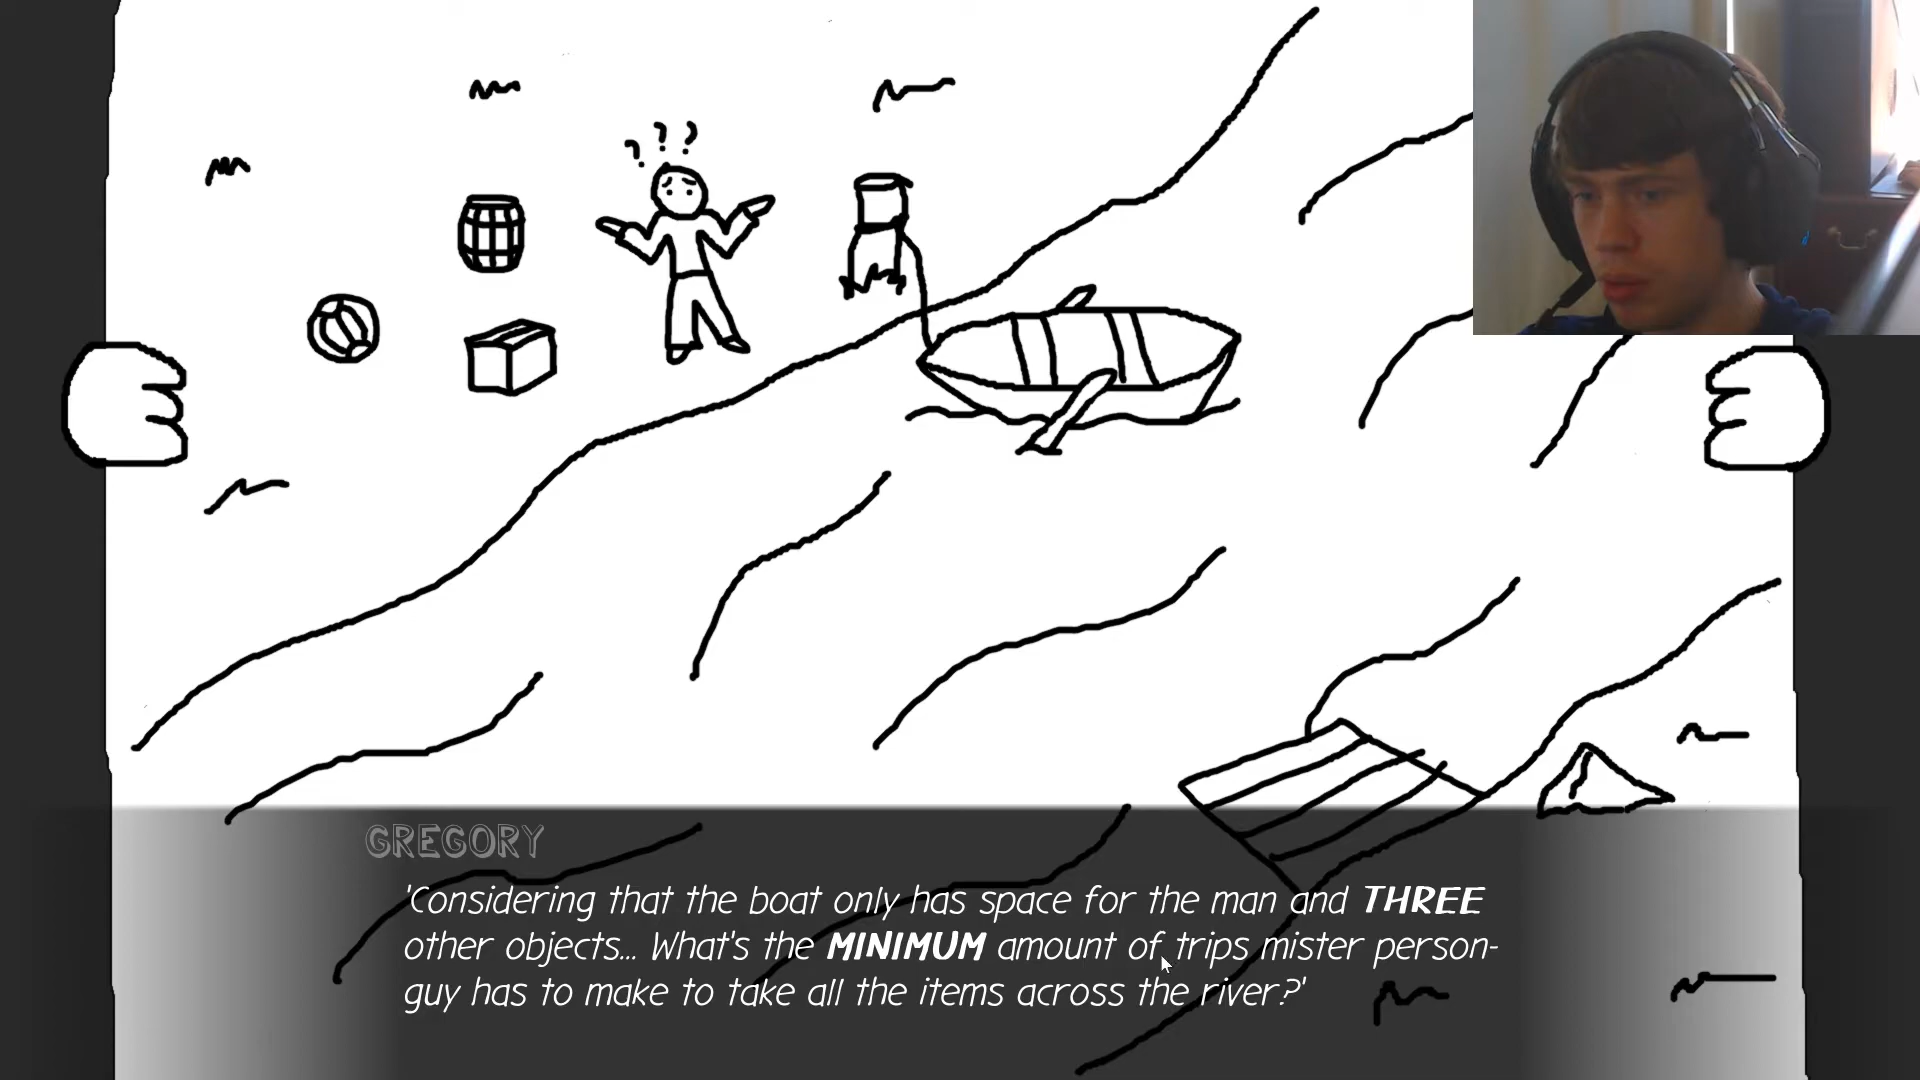 ? ? ?
GREGORY
'Considering that the boat only has space for the man and THREE
other objects... What's the MINIMUM amount of trips mister person-
guy has to make to take all the items across the river?'